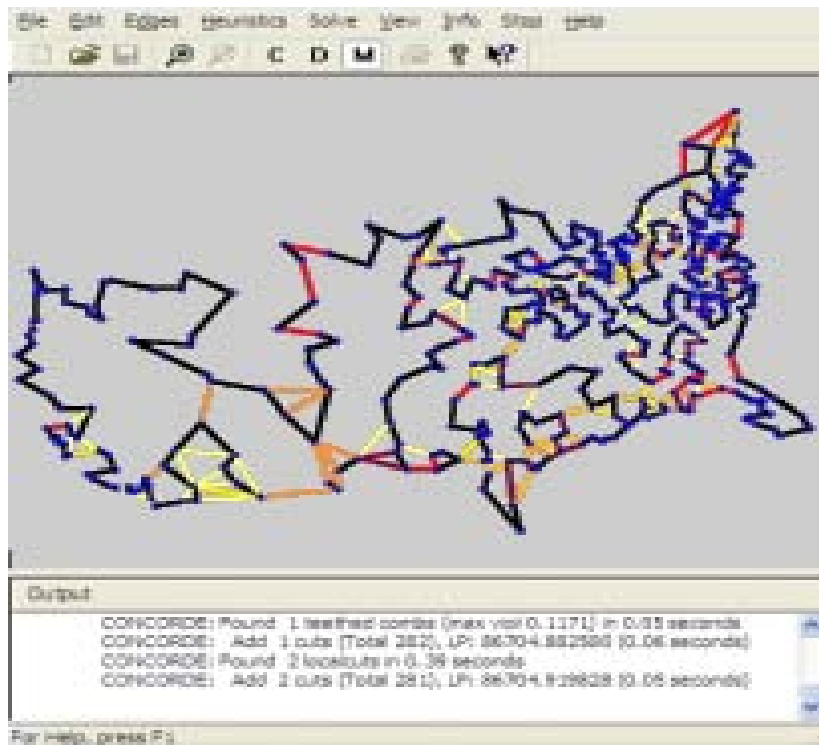 File Edit Edges Heuristics Solve View Info Stop Help
C D M
Output
CONCORDE: Found 1 teethed combs (max viol 0.1171) in 0.05 seconds
CONCORDE: Add 1 cuts (Total 282), LP: 86704.882580 (0.06 seconds)
CONCORDE: Found 2 localcuts in 0.39 seconds
CONCORDE: Add 2 cuts (Total 281), LP: 86704.919828 (0.05 seconds)
For Help, press F1